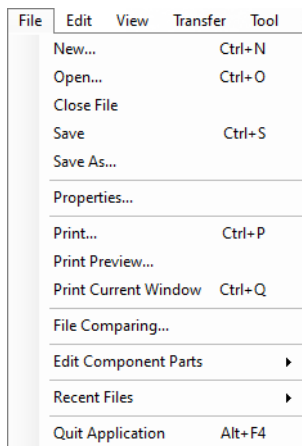 File Edit View Transfer Tool
New... Ctrl+N
Open... Ctrl+O
Close File
Save Ctrl+S
Save As...
Properties...
Print... Ctrl+P
Print Preview...
Print Current Window Ctrl+Q
File Comparing...
Edit Component Parts
Recent Files
Quit Application Alt+F4